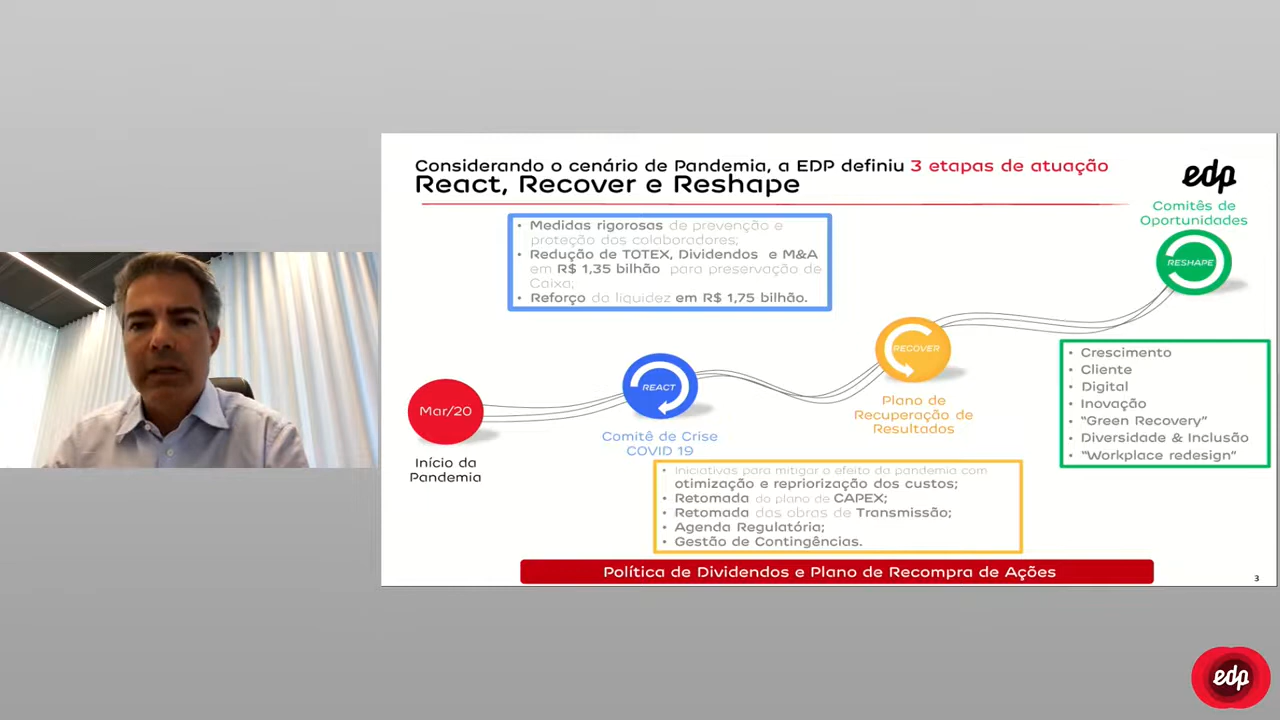 Considerando o cenário de Pandemia, a EDP definiu 3 etapas de atuação
React, Recover e Reshape
edp
Comitês de
Oportunidades
RESHAPE
• Medidas rigorosas de prevenção e
proteção dos colaboradores;
• Redução de TOTEX, Dividendos e M&A
em R$ 1,35 bilhão para preservação de
Caixa;
• Reforço da liquidez em R$ 1,75 bilhão.
RECOVER
Plano de
Recuperação de
Resultados
REACT
Comitê de Crise
COVID 19
Mar/20
Início da
Pandemia
• Crescimento
• Cliente
• Digital
• Inovação
• “Green Recovery”
• Diversidade & Inclusão
• “Workplace redesign”
• Iniciativas para mitigar o efeito da pandemia com
otimização e repriorização dos custos;
• Retomada do plano de CAPEX;
• Retomada das obras de Transmissão;
• Agenda Regulatória;
• Gestão de Contingências.
Política de Dividendos e Plano de Recompra de Ações
3
edp